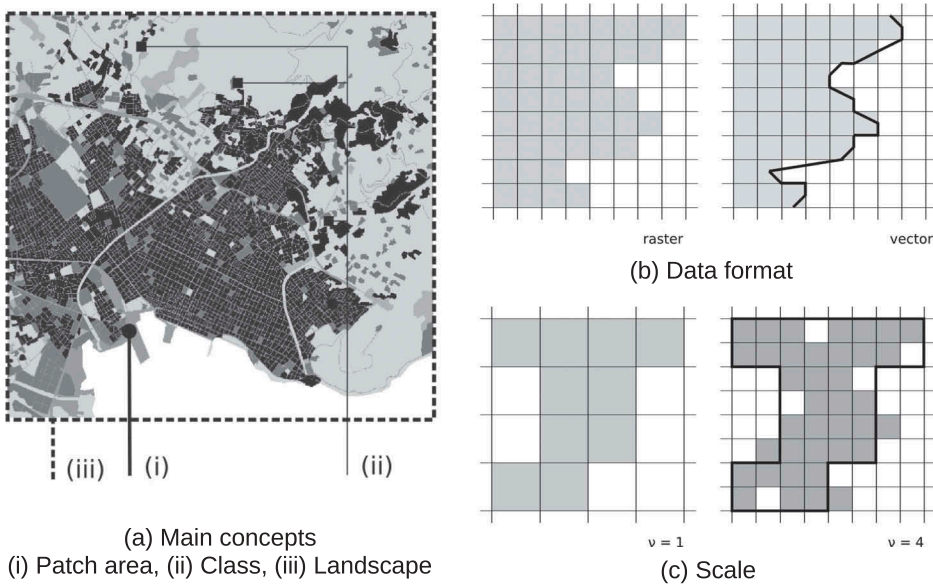 (iii)
(i)
(ii)
(a) Main concepts
(i) Patch area, (ii) Class, (iii) Landscape
raster
vector
(b) Data format
ν = 1
ν = 4
(c) Scale